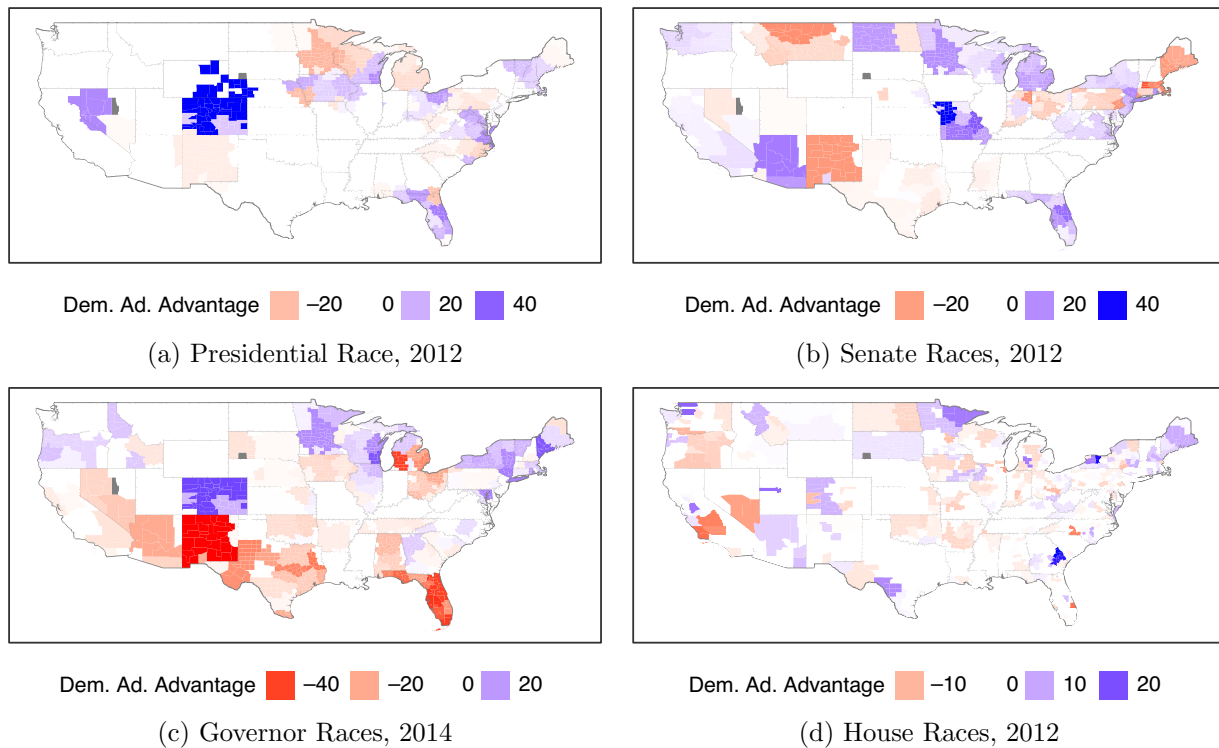 Dem. Ad. Advantage −20 0 20 40
(a) Presidential Race, 2012
Dem. Ad. Advantage −20 0 20 40
(b) Senate Races, 2012
Dem. Ad. Advantage −40 −20 0 20
(c) Governor Races, 2014
Dem. Ad. Advantage −10 0 10 20
(d) House Races, 2012